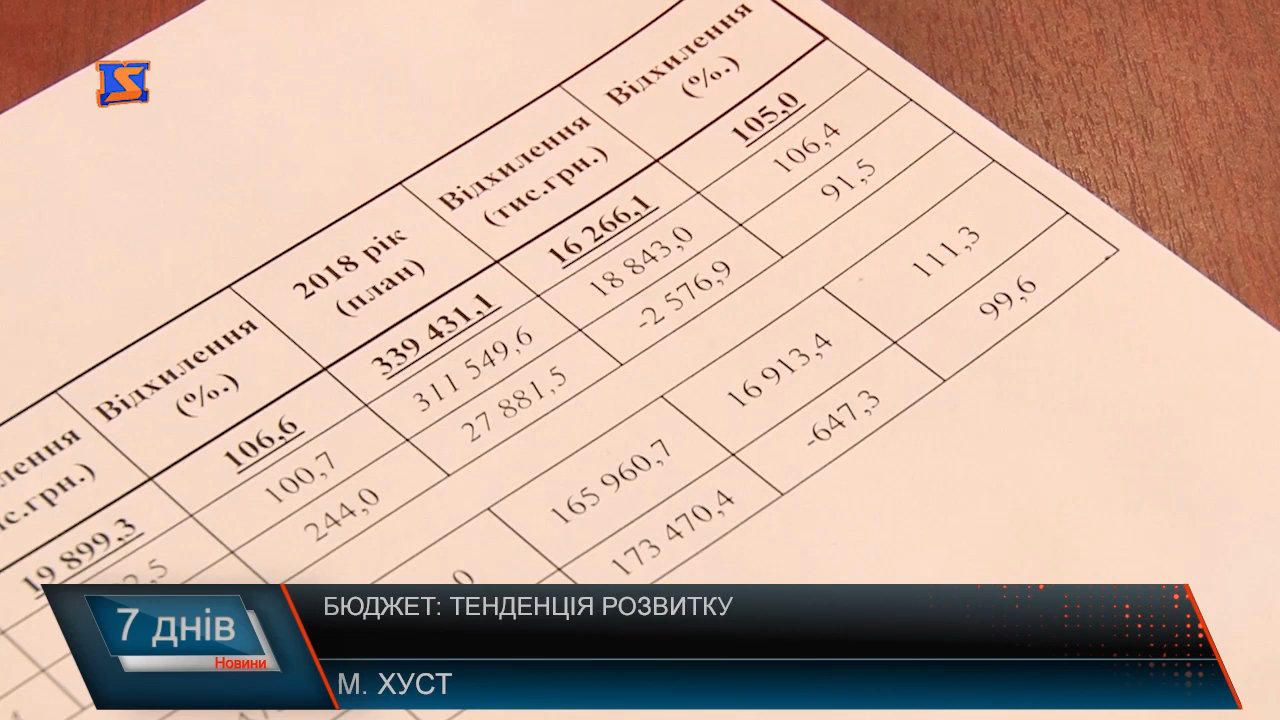 Відхилення
(%.)
2018 рік
(план)
Відхилення
(тис.грн.)
Відхилення
(%.)
19 899,3
106,6
339 431,1
16 266,1
105,0
100,7
311 549,6
18 843,0
106,4
244,0
27 881,5
-2 576,9
91,5
165 960,7
16 913,4
111,3
173 470,4
-647,3
99,6
7 днів
Новини
БЮДЖЕТ: ТЕНДЕНЦІЯ РОЗВИТКУ
М. ХУСТ